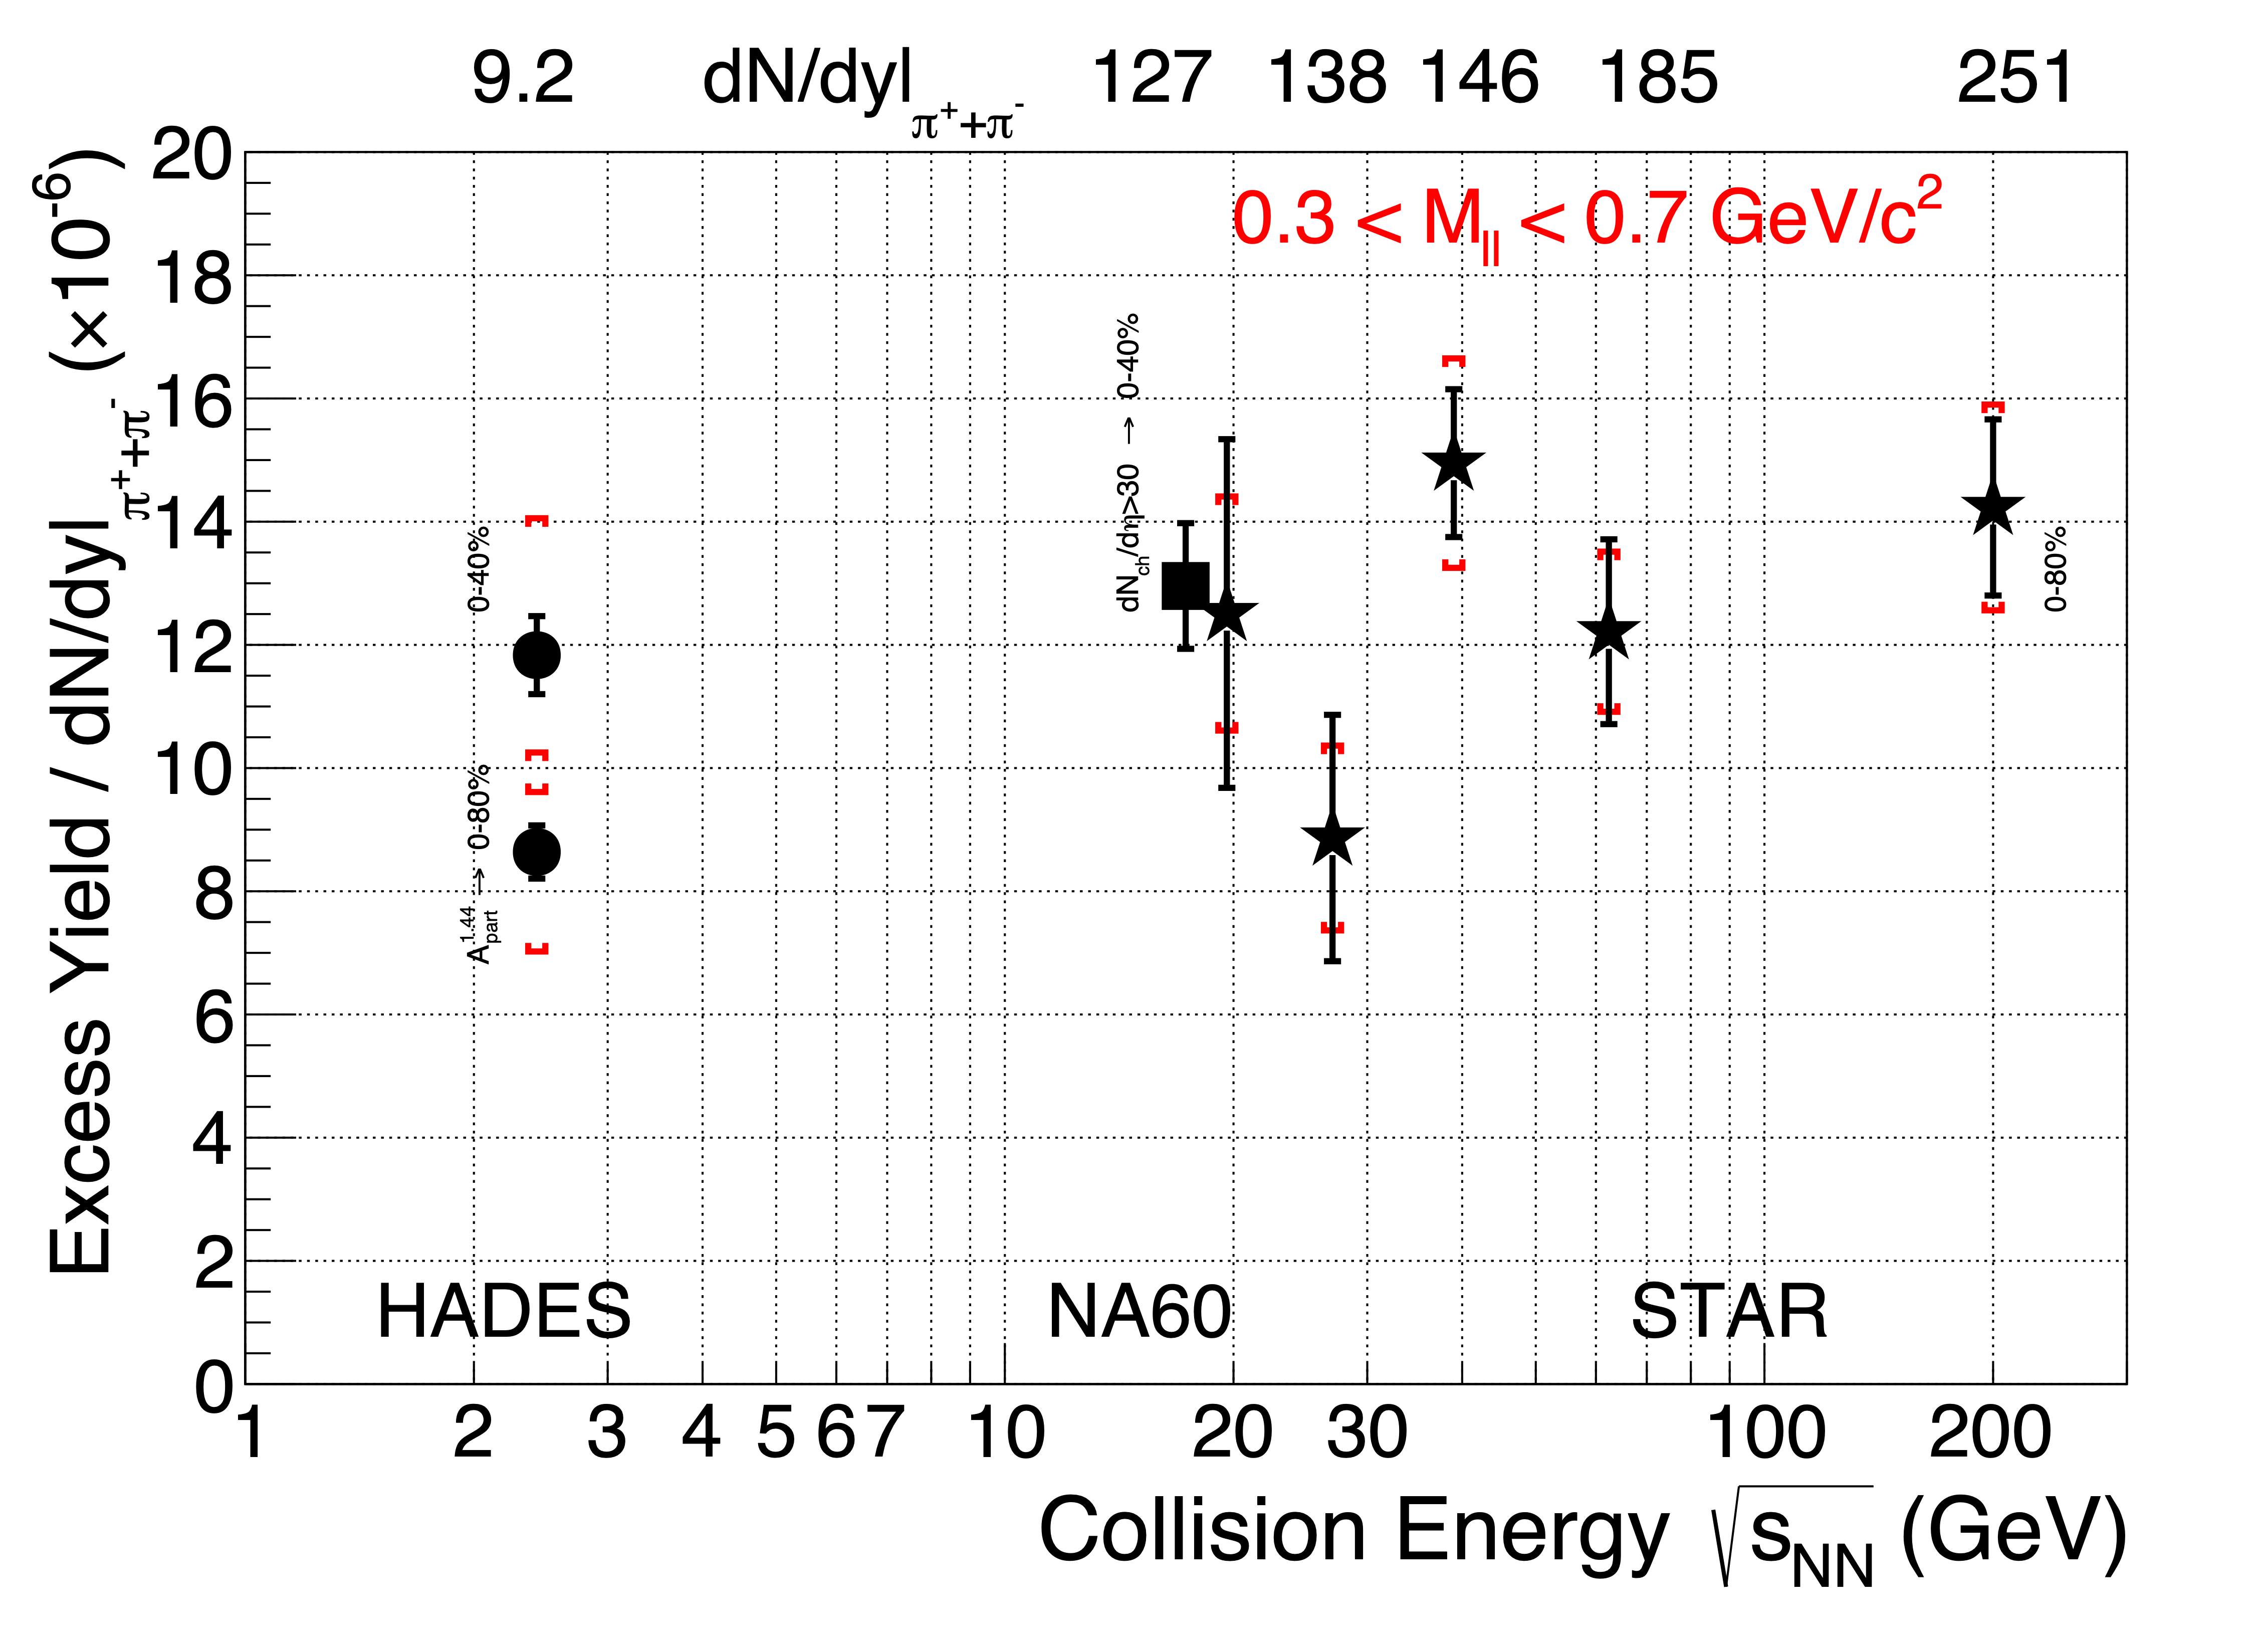 9.2 dN/dy|π⁺+π⁻ 127 138 146 185 251
Excess Yield / dN/dy|π⁺+π⁻ (×10⁻⁶)
20
18
16
14
12
10
8
6
4
2
0
0.3 < M_ll < 0.7 GeV/c²
0-40%
A_part^1.44 → 0-80%
dN_ch/dη>30 → 0-40%
0-80%
HADES NA60 STAR
1 2 3 4 5 6 7 10 20 30 100 200
Collision Energy √s_NN (GeV)